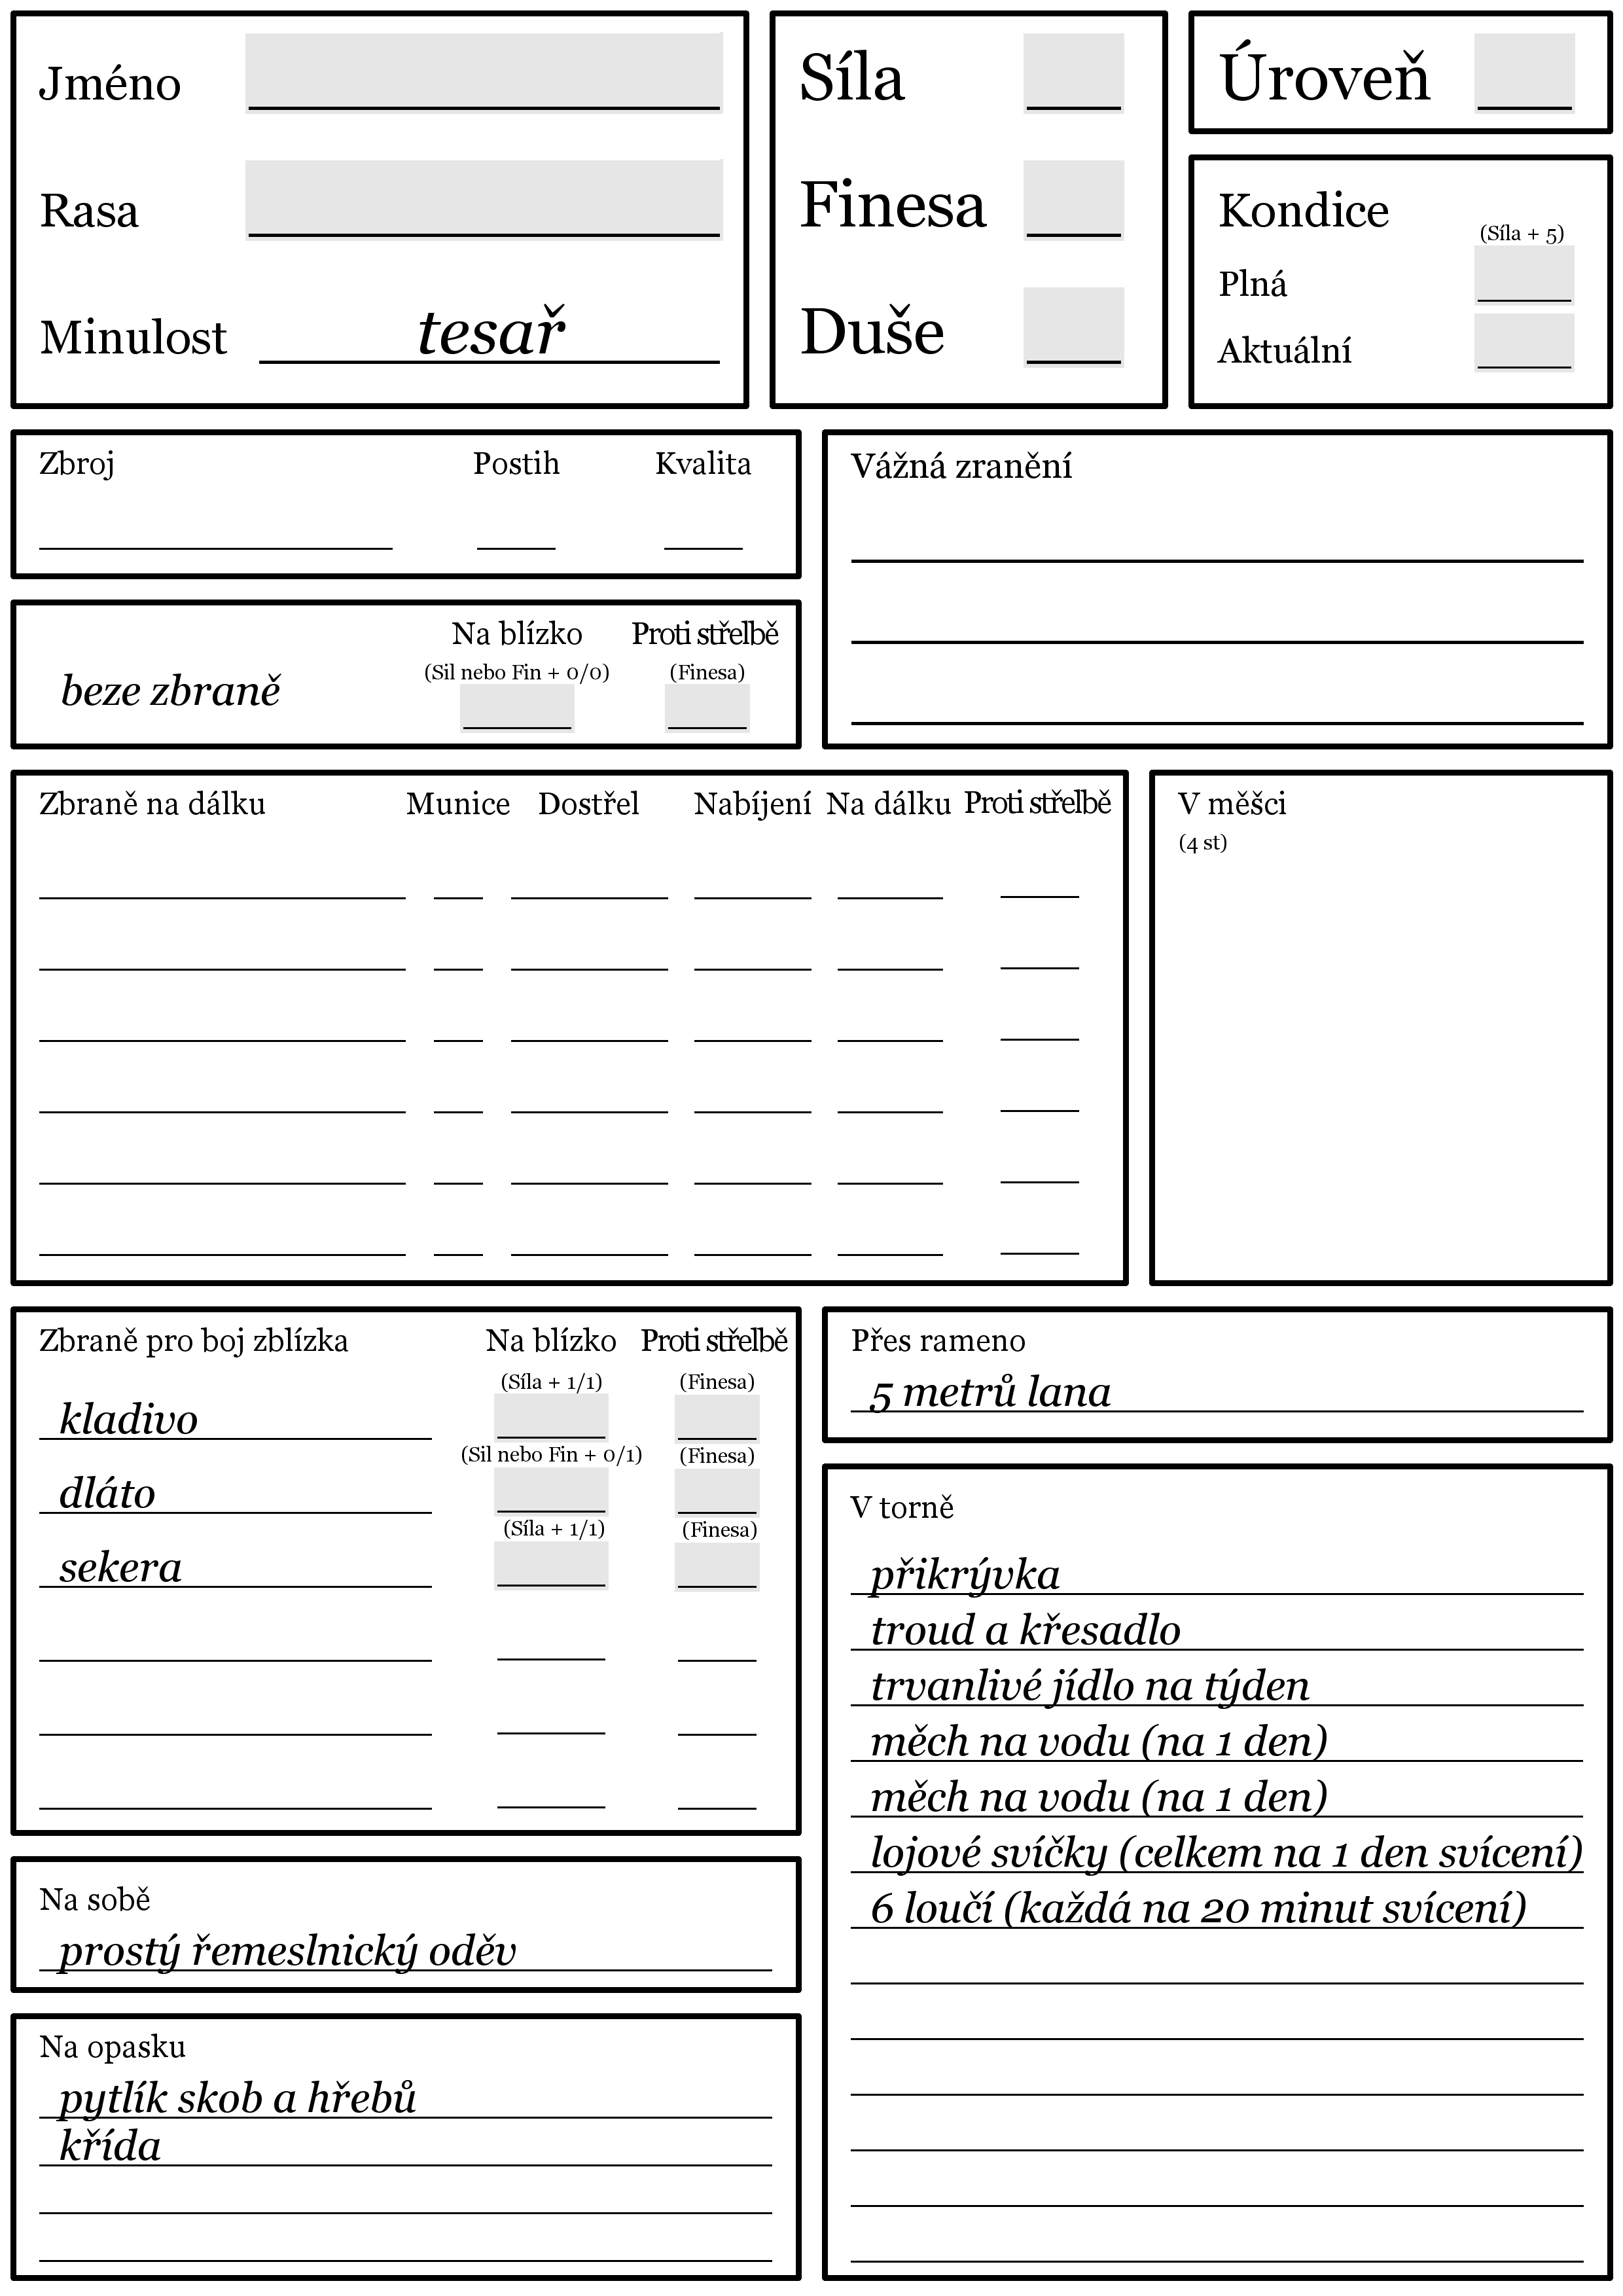 Jméno
Rasa
Minulost tesař
Síla
Finesa
Duše
Úroveň
Kondice
(Síla + 5)
Plná
Aktuální
Zbroj Postih Kvalita
Vážná zranění
Na blízko Proti střelbě
(Sil nebo Fin + 0/0) (Finesa)
beze zbraně
Zbraně na dálku Munice Dostřel Nabíjení Na dálku Proti střelbě
V měšci
(4 st)
Zbraně pro boj zblízka Na blízko Proti střelbě
(Síla + 1/1) (Finesa)
kladivo
(Sil nebo Fin + 0/1) (Finesa)
dláto
(Síla + 1/1) (Finesa)
sekera
Přes rameno
5 metrů lana
V torně
přikrývka
troud a křesadlo
trvanlivé jídlo na týden
měch na vodu (na 1 den)
měch na vodu (na 1 den)
lojové svíčky (celkem na 1 den svícení)
6 loučí (každá na 20 minut svícení)
Na sobě
prostý řemeslnický oděv
Na opasku
pytlík skob a hřebů
křída